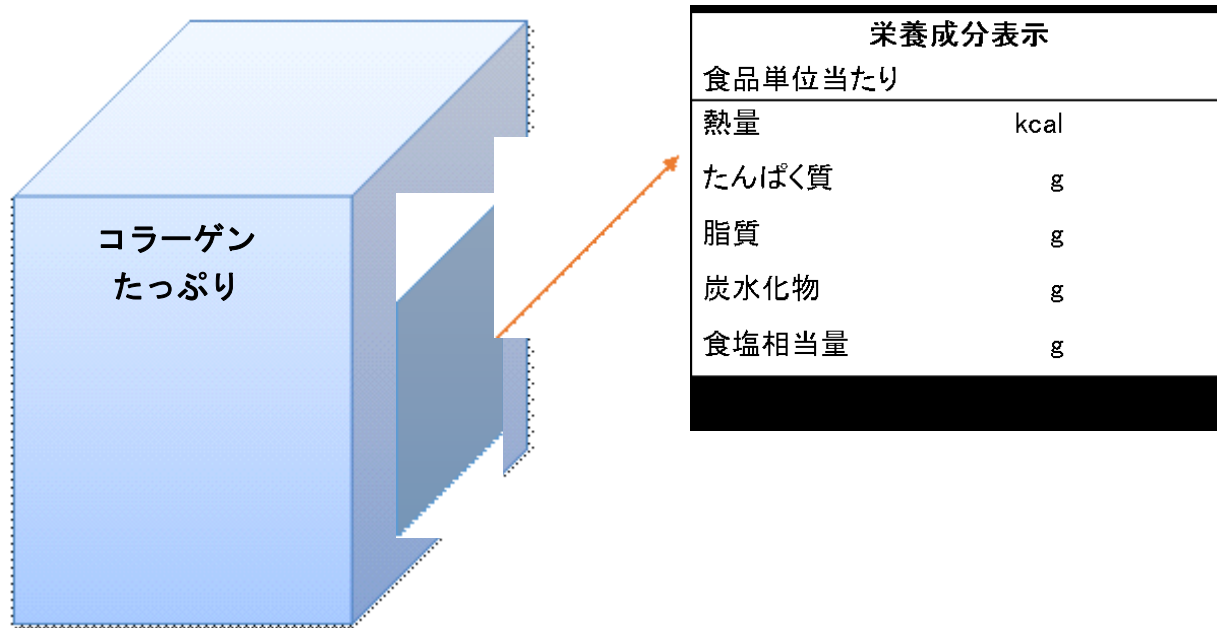 コラーゲン
たっぷり
栄養成分表示
食品単位当たり
熱量 kcal
たんぱく質 g
脂質 g
炭水化物 g
食塩相当量 g